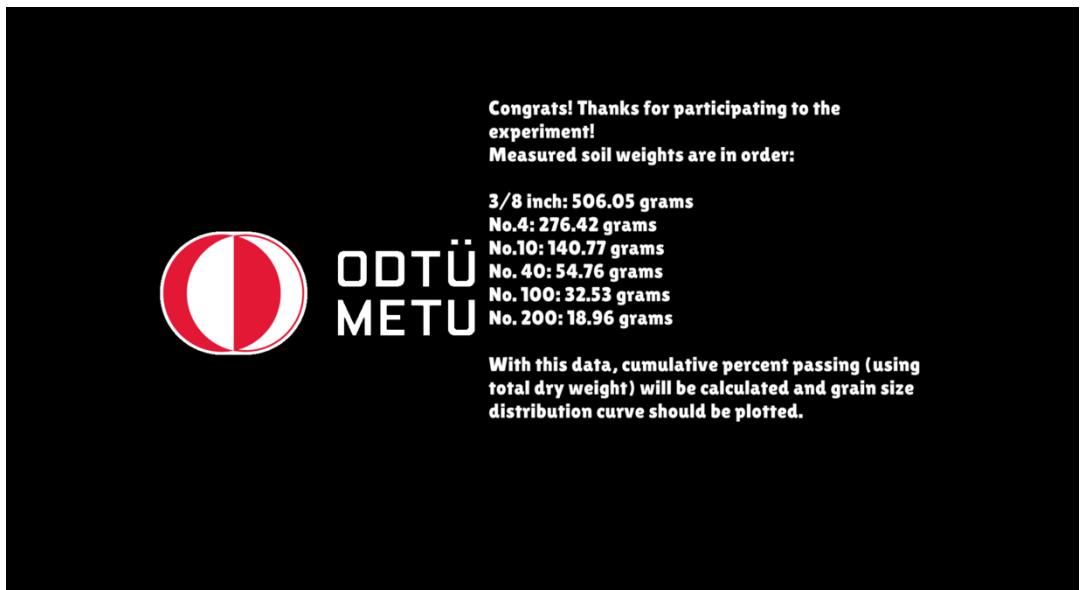 Congrats! Thanks for participating to the
experiment!
Measured soil weights are in order:
3/8 inch: 506.05 grams
No.4: 276.42 grams
No.10: 140.77 grams
No. 40: 54.76 grams
No. 100: 32.53 grams
No. 200: 18.96 grams
With this data, cumulative percent passing (using
total dry weight) will be calculated and grain size
distribution curve should be plotted.
ODTÜ
METU